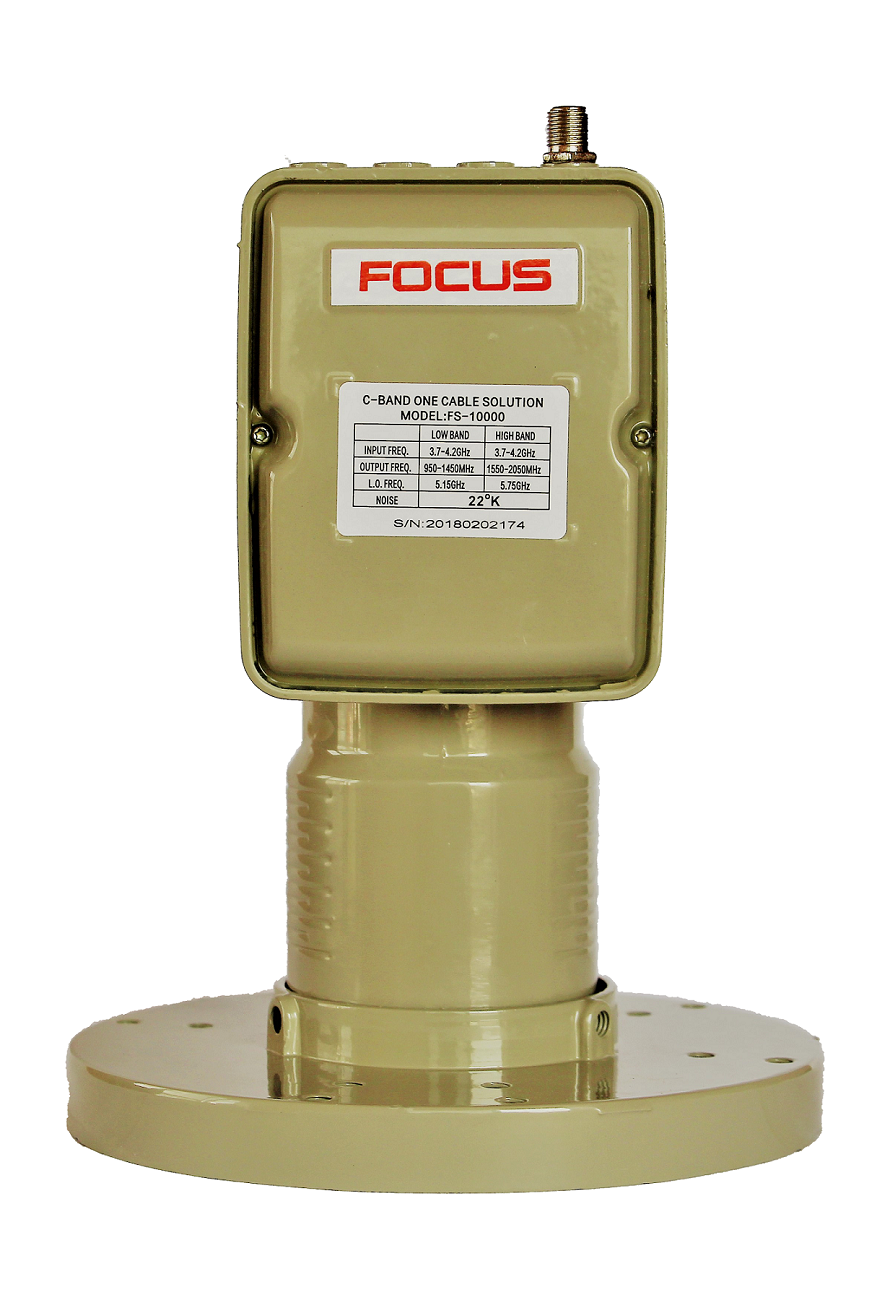 FOCUS
C-BAND ONE CABLE SOLUTION
MODEL:FS-10000
LOW BAND HIGH BAND
INPUT FREQ. 3.7-4.2GHz 3.7-4.2GHz
OUTPUT FREQ. 950-1450MHz 1550-2050MHz
L.O. FREQ. 5.15GHz 5.75GHz
NOISE 22°K
S/N:20180202174